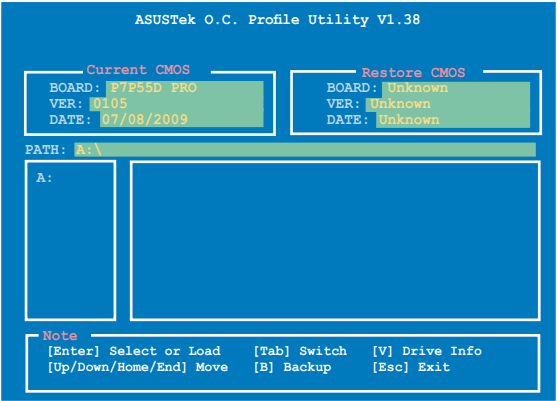 ASUSTek O.C. Profile Utility V1.38
Current CMOS
BOARD: P7P55D PRO
VER: 0105
DATE: 07/08/2009
Restore CMOS
BOARD: Unknown
VER: Unknown
DATE: Unknown
PATH: A:\
A:
Note
[Enter] Select or Load [Tab] Switch [V] Drive Info
[Up/Down/Home/End] Move [B] Backup [Esc] Exit